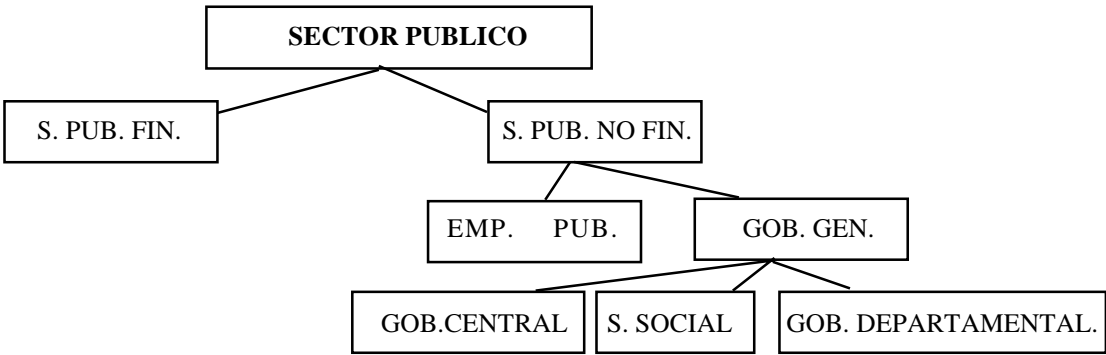 SECTOR PUBLICO
S. PUB. FIN.
S. PUB. NO FIN.
EMP. PUB.
GOB. GEN.
GOB.CENTRAL
S. SOCIAL
GOB. DEPARTAMENTAL.